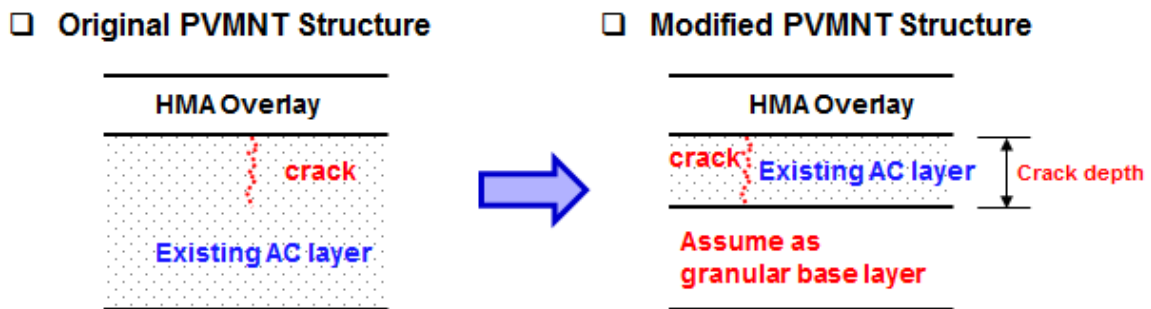 ❑ Original PVMNT Structure
HMA Overlay
crack
Existing AC layer
❑ Modified PVMNT Structure
HMA Overlay
crack
Existing AC layer
Crack depth
Assume as
granular base layer